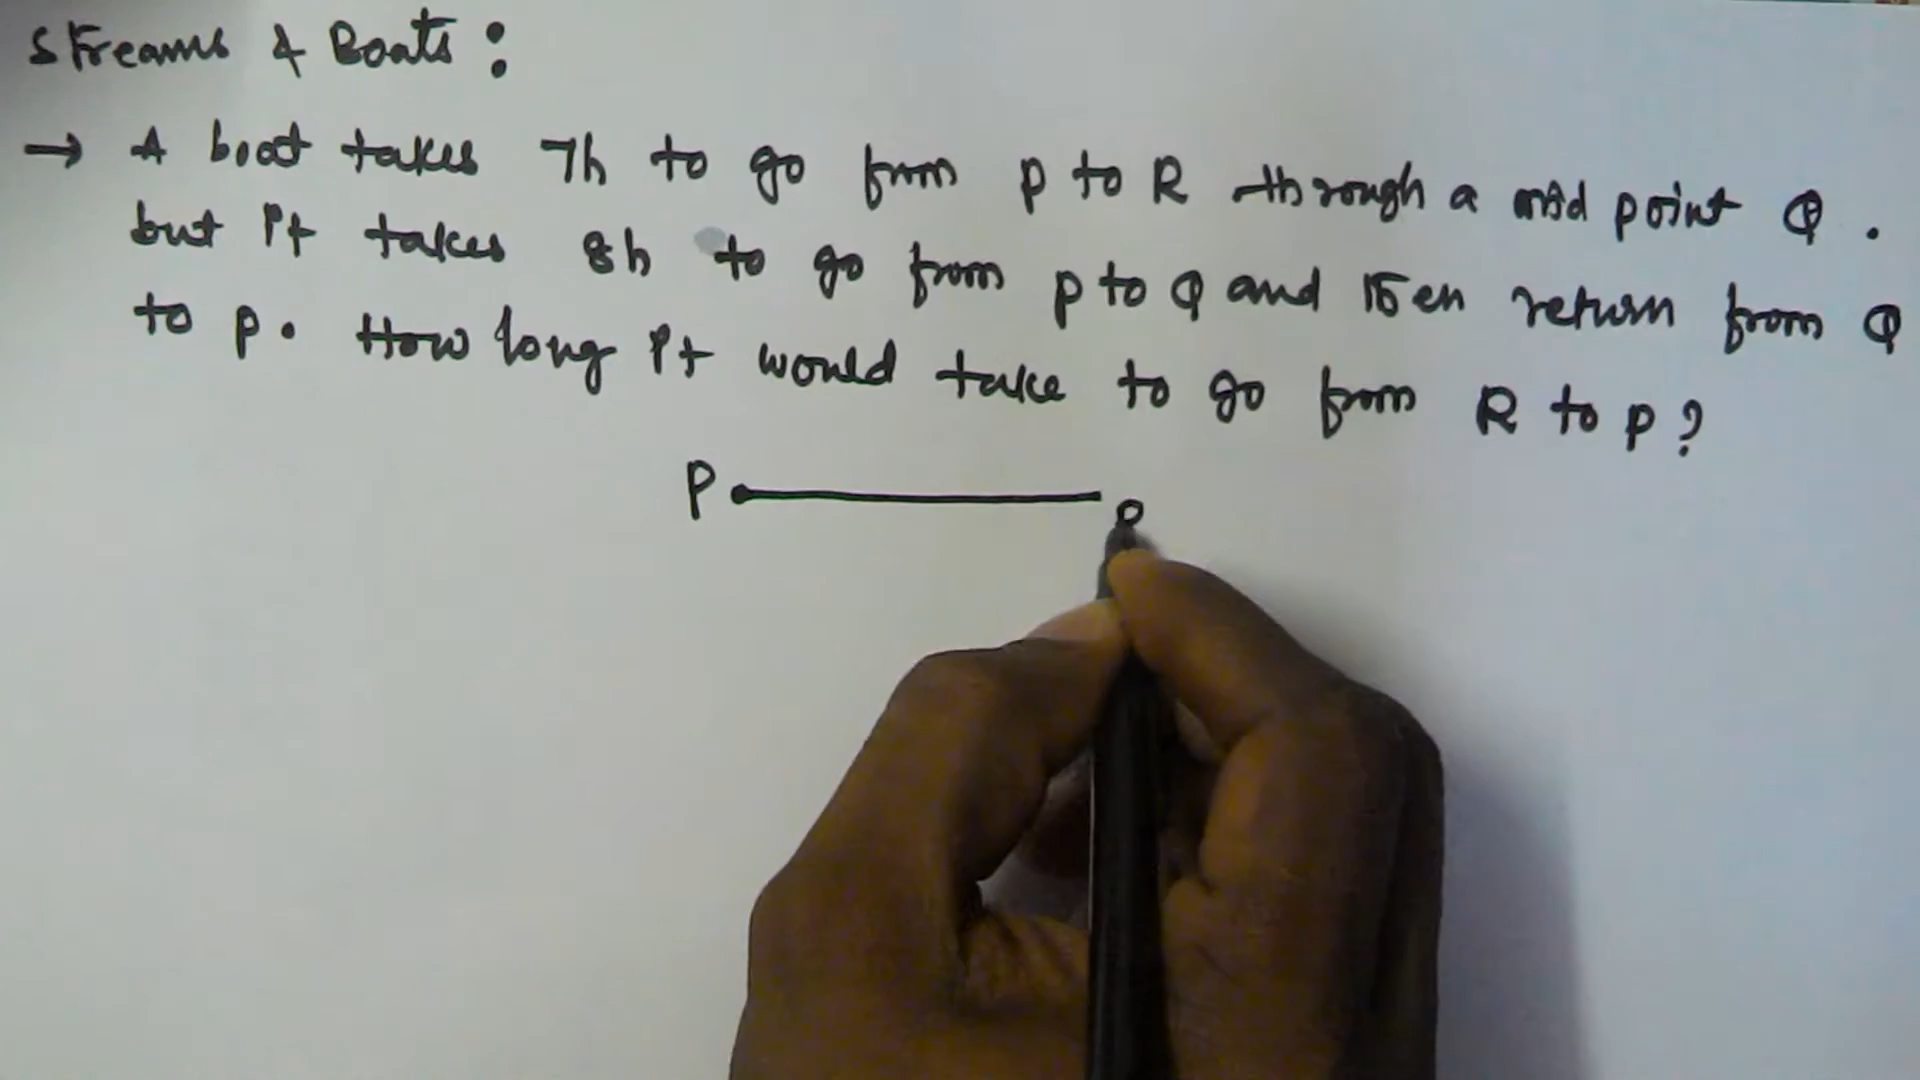 Streams & Boats :
→ A boat takes 7h to go from P to R through a mid point Q .
but it takes 8h to go from P to Q and then return from Q
to P. How long it would take to go from R to P ?
P